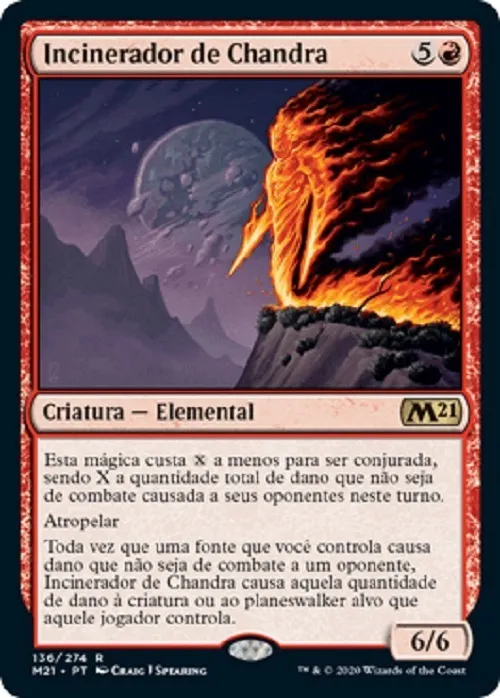 Incinerador de Chandra 5
Criatura — Elemental M21
Esta mágica custa X a menos para ser conjurada,
sendo X a quantidade total de dano que não seja
de combate causada a seus oponentes neste turno.
Atropelar
Toda vez que uma fonte que você controla causa
dano que não seja de combate a um oponente,
Incinerador de Chandra causa aquela quantidade
de dano à criatura ou ao planeswalker alvo que
aquele jogador controla.
6/6
136/274 R
M21 • PT Craig J Spearing ™ & © 2020 Wizards of the Coast